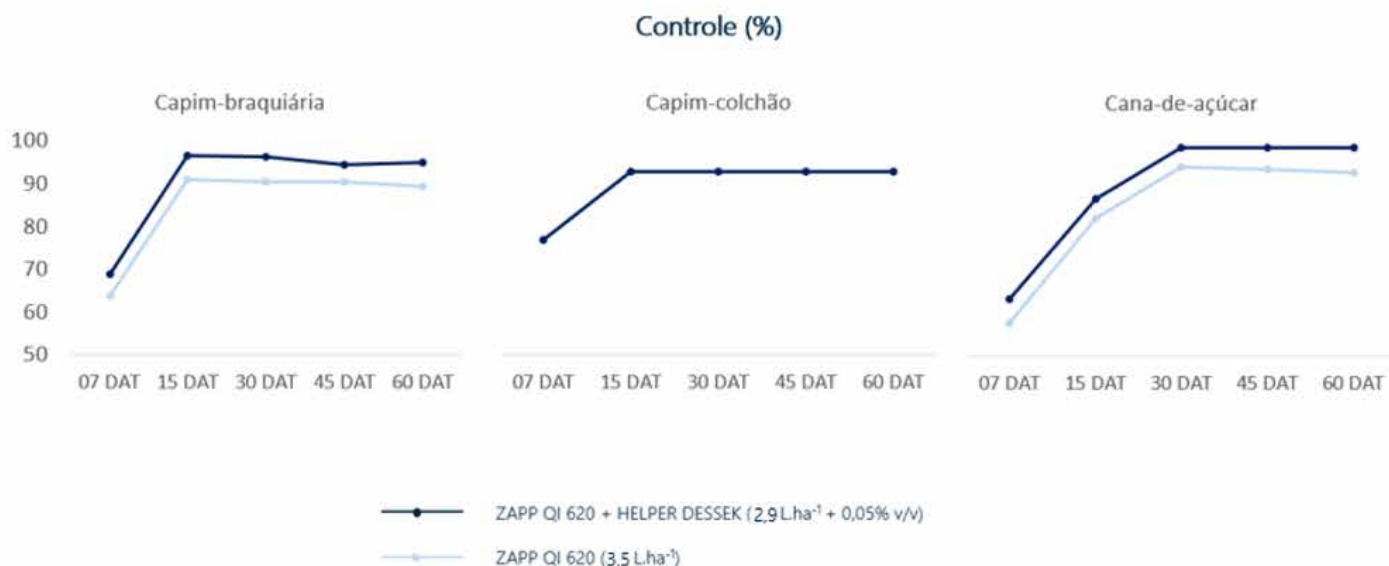 Controle (%)
Capim-braquiária
Capim-colchão
Cana-de-açúcar
100
90
80
70
60
50
07 DAT 15 DAT 30 DAT 45 DAT 60 DAT
07 DAT 15 DAT 30 DAT 45 DAT 60 DAT
07 DAT 15 DAT 30 DAT 45 DAT 60 DAT
ZAPP QI 620 + HELPER DESSEK (2,9 L.ha⁻¹ + 0,05% v/v)
ZAPP QI 620 (3,5 L.ha⁻¹)